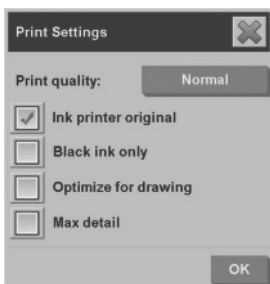 Print Settings
Print quality: Normal
Ink printer original
Black ink only
Optimize for drawing
Max detail
OK